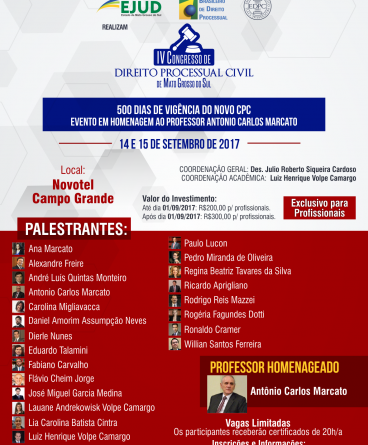 EJUD
BRASILEIRO
DE DIREITO
PROCESSUAL
EDPC
REALIZAM
IV CONGRESSO DE
DIREITO PROCESSUAL CIVIL
DE MATO GROSSO DO SUL
500 DIAS DE VIGÊNCIA DO NOVO CPC
EVENTO EM HOMENAGEM AO PROFESSOR ANTONIO CARLOS MARCATO
14 E 15 DE SETEMBRO DE 2017
Local:
Novotel
Campo Grande
COORDENAÇÃO GERAL: Des. Julio Roberto Siqueira Cardoso
COORDENAÇÃO ACADÊMICA: Luiz Henrique Volpe Camargo
Valor do Investimento:
Até dia 01/09/2017: R$200,00 p/ profissionais.
Após dia 01/09/2017: R$300,00 p/ profissionais.
Exclusivo para
Profissionais
PALESTRANTES:
Ana Marcato
Alexandre Freire
André Luís Quintas Monteiro
Antonio Carlos Marcato
Carolina Migliavacca
Daniel Amorim Assumpção Neves
Dierle Nunes
Eduardo Talamini
Fabiano Carvalho
Flávio Cheim Jorge
José Miguel Garcia Medina
Lauane Andrekowisk Volpe Camargo
Lia Carolina Batista Cintra
Luiz Henrique Volpe Camargo
Paulo Lucon
Pedro Miranda de Oliveira
Regina Beatriz Tavares da Silva
Ricardo Aprigliano
Rodrigo Reis Mazzei
Rogéria Fagundes Dotti
Ronaldo Cramer
Willian Santos Ferreira
PROFESSOR HOMENAGEADO
Antônio Carlos Marcato
Vagas Limitadas
Os participantes receberão certificados de 20h/a
Inscrições e Informações: